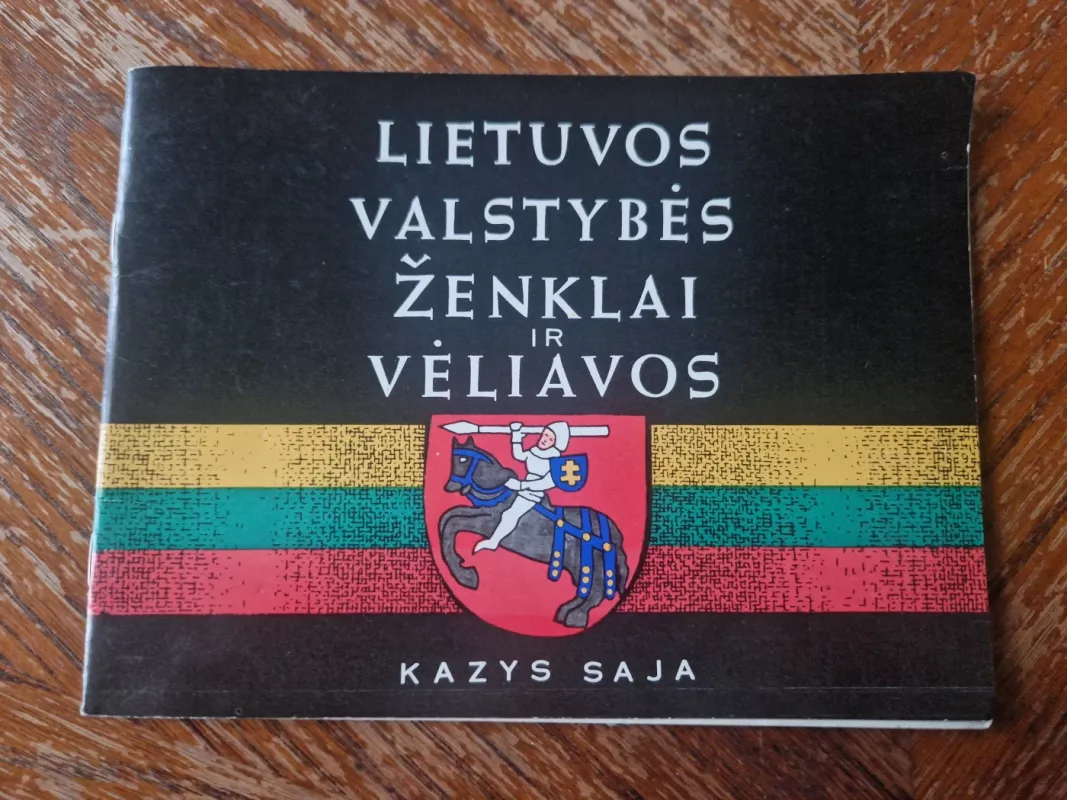 LIETUVOS
VALSTYBĖS
ŽENKLAI
IR
VĖLIAVOS
KAZYS SAJA